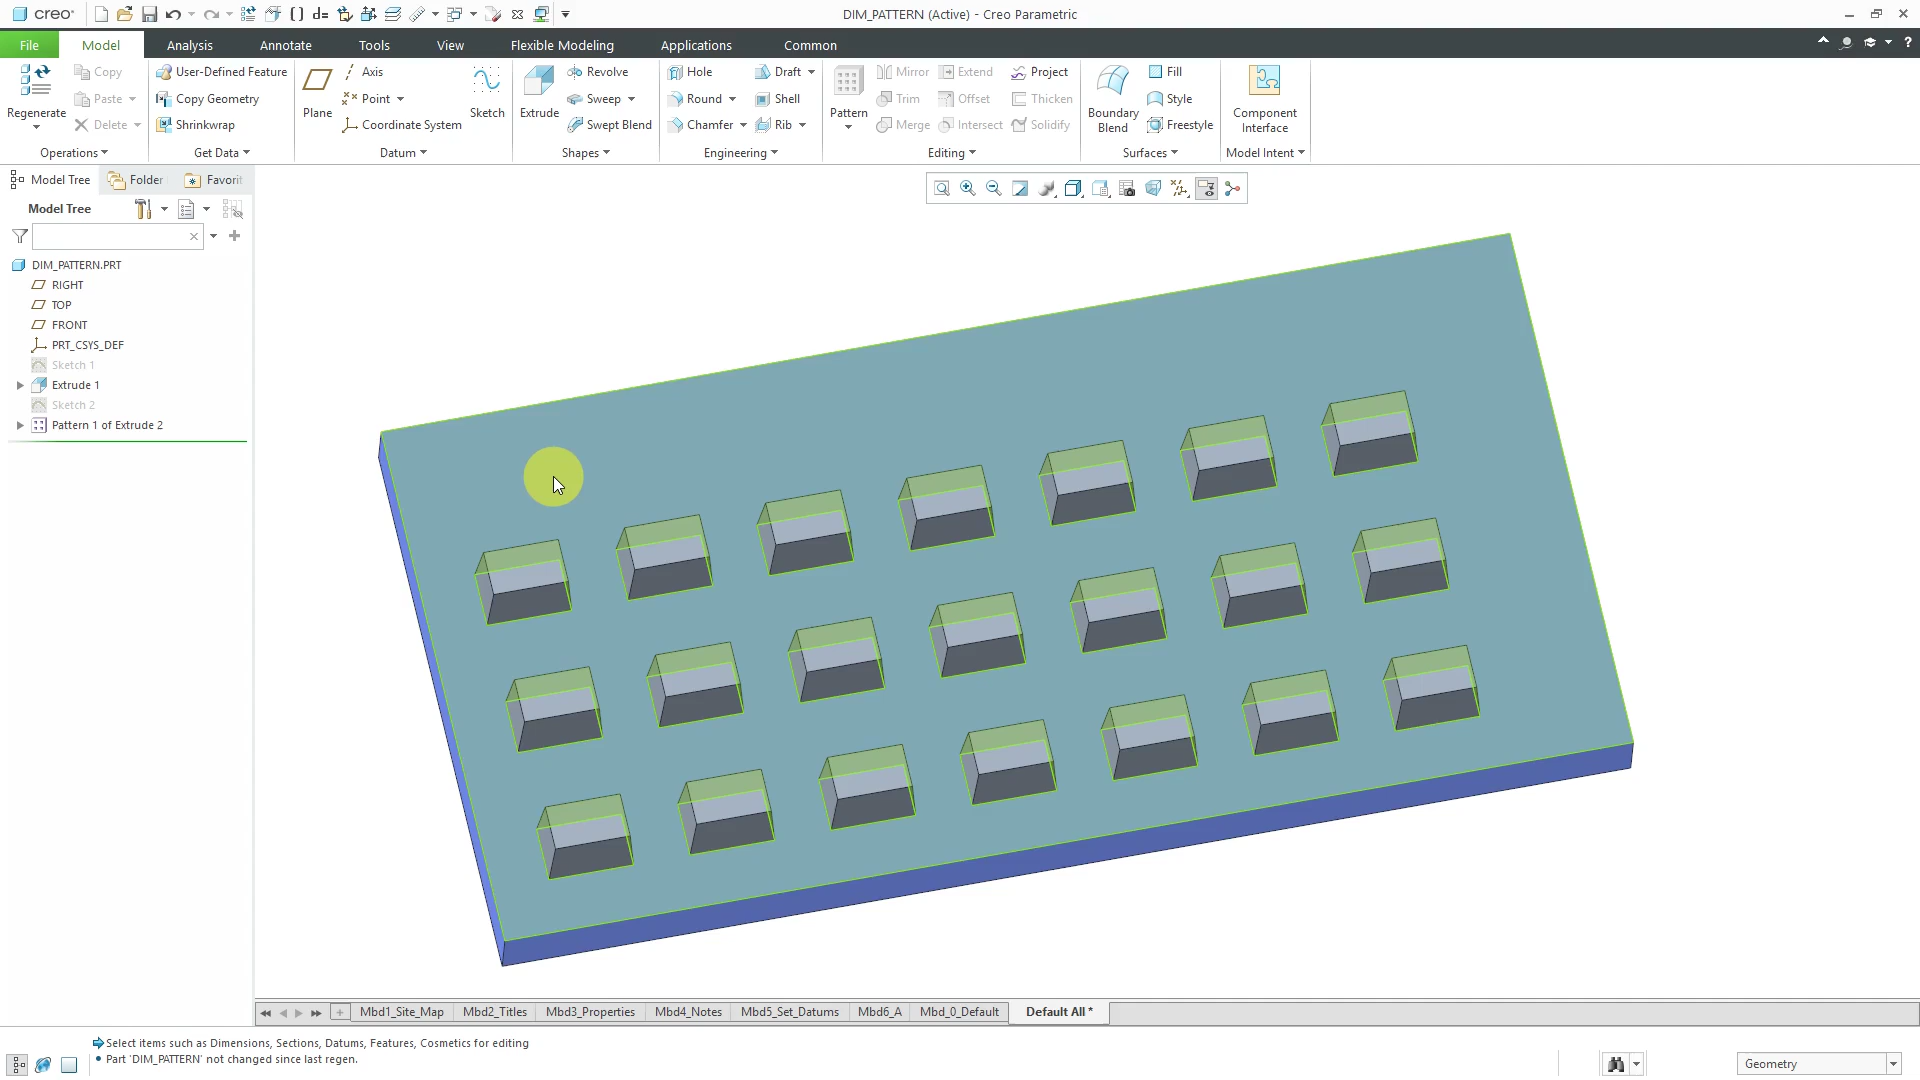 creo
DIM_PATTERN (Active) - Creo Parametric
File Model Analysis Annotate Tools View Flexible Modeling Applications Common
Regenerate
Copy
Paste
Delete
Operations
User-Defined Feature
Copy Geometry
Shrinkwrap
Get Data
Plane
Axis
Point
Coordinate System
Sketch
Datum
Extrude
Revolve
Sweep
Swept Blend
Shapes
Hole
Round
Chamfer
Draft
Shell
Rib
Engineering
Pattern
Mirror
Trim
Merge
Extend
Offset
Intersect
Project
Thicken
Solidify
Editing
Boundary
Blend
Fill
Style
Freestyle
Surfaces
Component
Interface
Model Intent
Model Tree Folder Favorit
Model Tree
DIM_PATTERN.PRT
RIGHT
TOP
FRONT
PRT_CSYS_DEF
Sketch 1
Extrude 1
Sketch 2
Pattern 1 of Extrude 2
Mbd1_Site_Map Mbd2_Titles Mbd3_Properties Mbd4_Notes Mbd5_Set_Datums Mbd6_A Mbd_0_Default Default All *
Select items such as Dimensions, Sections, Datums, Features, Cosmetics for editing
• Part 'DIM_PATTERN' not changed since last regen.
Geometry